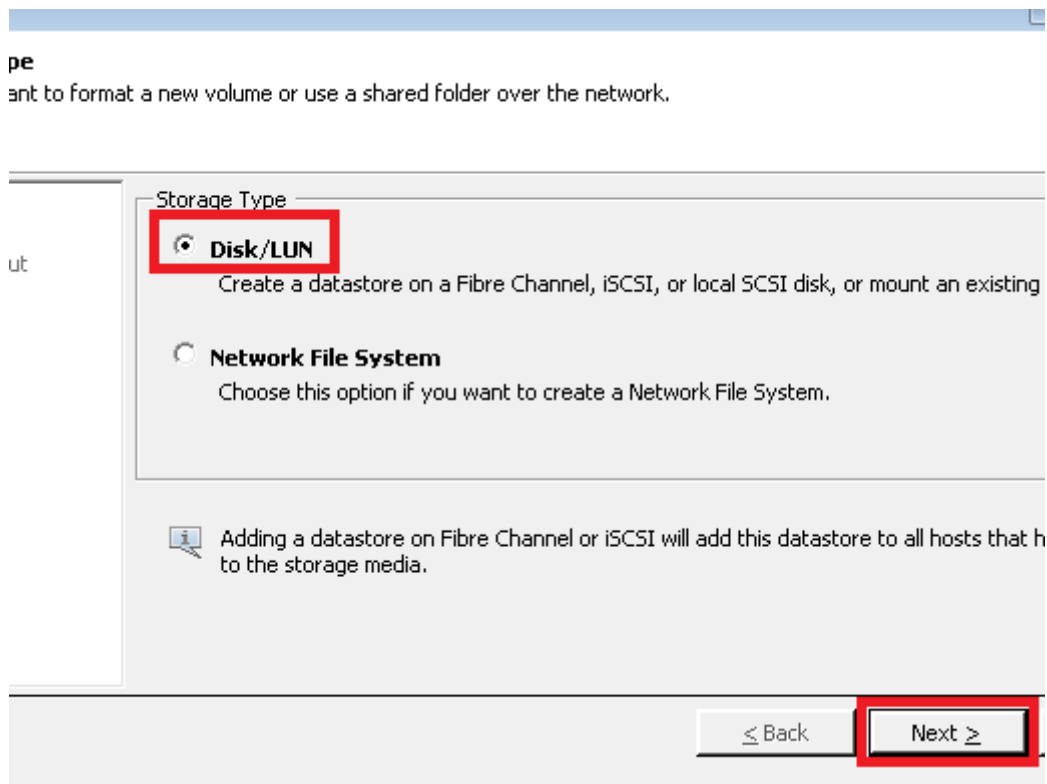 pe
ant to format a new volume or use a shared folder over the network.
Storage Type
ut
Disk/LUN
Create a datastore on a Fibre Channel, iSCSI, or local SCSI disk, or mount an existing
Network File System
Choose this option if you want to create a Network File System.
Adding a datastore on Fibre Channel or iSCSI will add this datastore to all hosts that h
to the storage media.
< Back
Next >